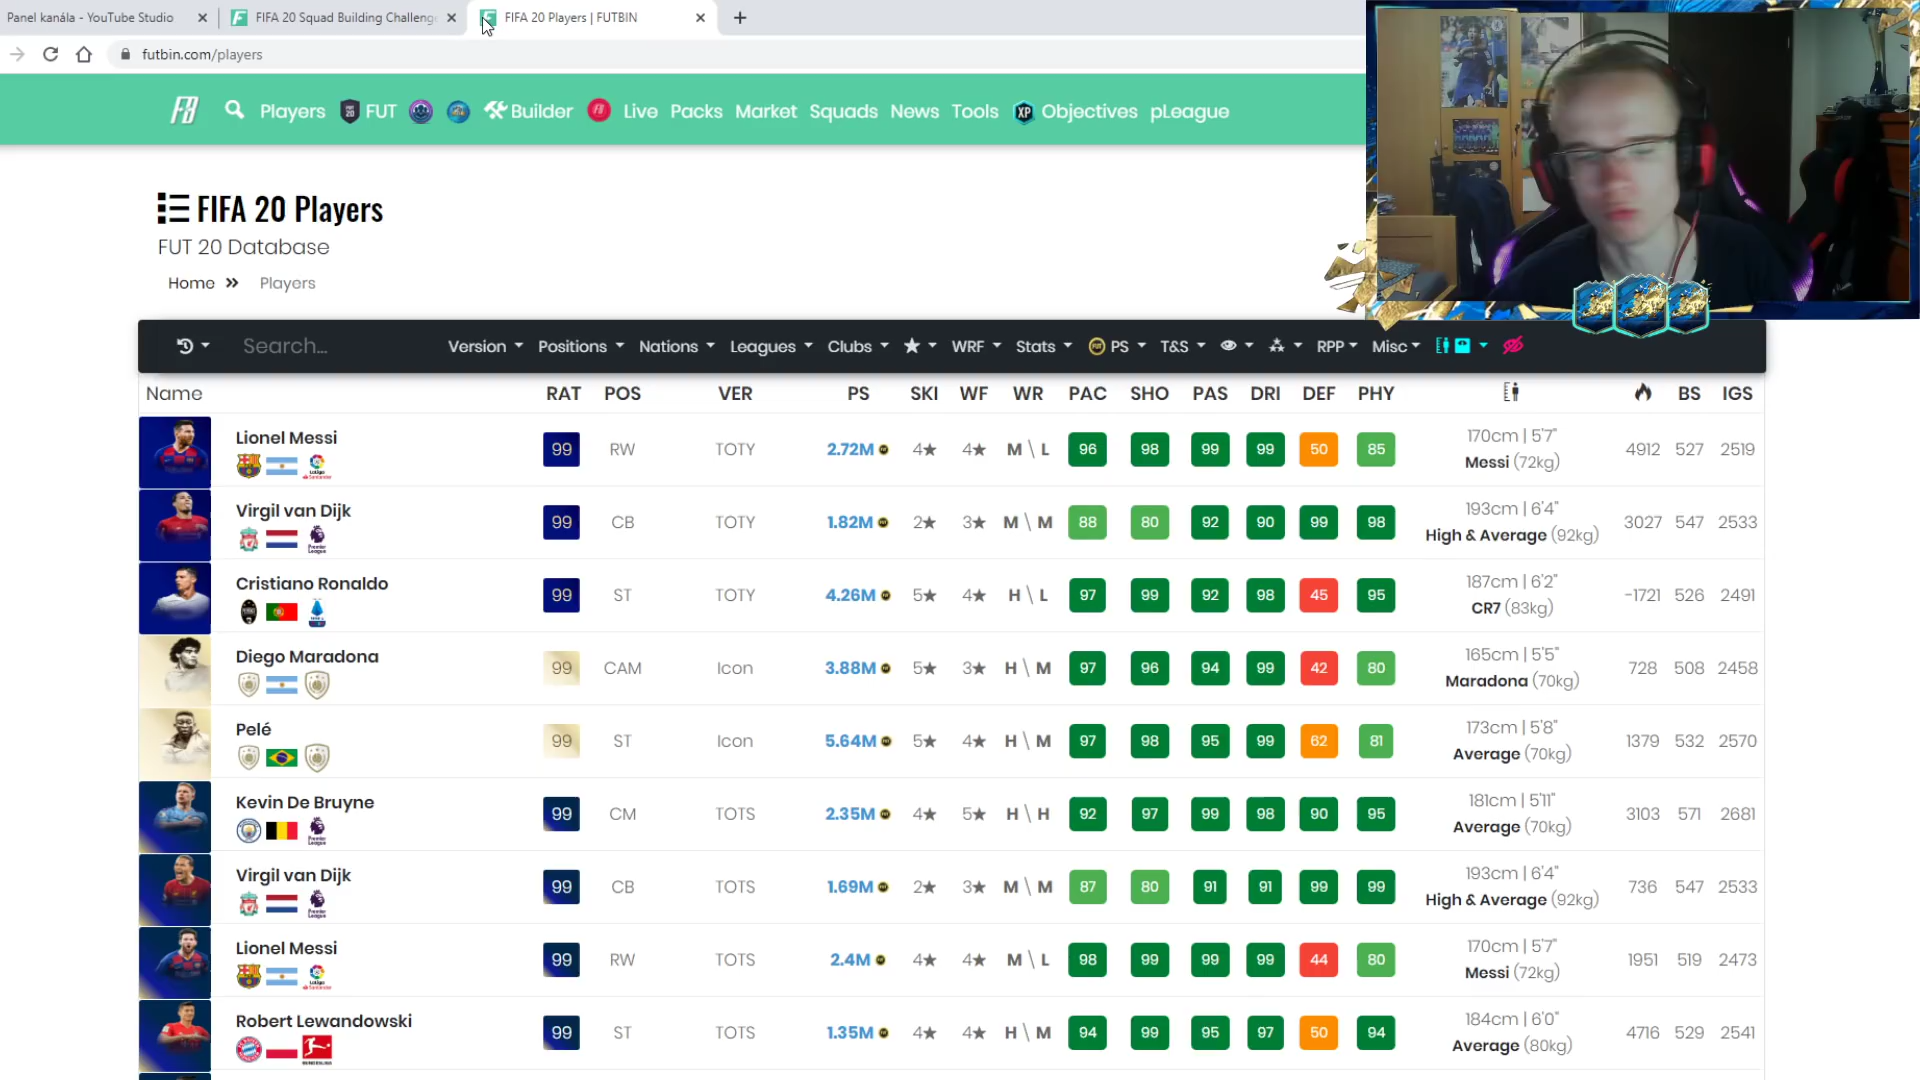 Panel kanála - YouTube Studio
FIFA 20 Squad Building Challenge
FIFA 20 Players | FUTBIN
futbin.com/players
Players FUT Builder Live Packs Market Squads News Tools XP Objectives pLeague
FIFA 20 Players
FUT 20 Database
Home » Players
Search... Version Positions Nations Leagues Clubs WRF Stats PS T&S RPP Misc
Name RAT POS VER PS SKI WF WR PAC SHO PAS DRI DEF PHY BS IGS
Lionel Messi 99 RW TOTY 2.72M 4★ 4★ M \ L 96 98 99 99 50 85 170cm | 5'7" 4912 527 2519
Messi (72kg)
Virgil van Dijk 99 CB TOTY 1.82M 2★ 3★ M \ M 88 80 92 90 99 98 193cm | 6'4" 3027 547 2533
High & Average (92kg)
Cristiano Ronaldo 99 ST TOTY 4.26M 5★ 4★ H \ L 97 99 92 98 45 95 187cm | 6'2" -1721 526 2491
CR7 (83kg)
Diego Maradona 99 CAM Icon 3.88M 5★ 3★ H \ M 97 96 94 99 42 80 165cm | 5'5" 728 508 2458
Maradona (70kg)
Pelé 99 ST Icon 5.64M 5★ 4★ H \ M 97 98 95 99 62 81 173cm | 5'8" 1379 532 2570
Average (70kg)
Kevin De Bruyne 99 CM TOTS 2.35M 4★ 5★ H \ H 92 97 99 98 90 95 181cm | 5'11" 3103 571 2681
Average (70kg)
Virgil van Dijk 99 CB TOTS 1.69M 2★ 3★ M \ M 87 80 91 91 99 99 193cm | 6'4" 736 547 2533
High & Average (92kg)
Lionel Messi 99 RW TOTS 2.4M 4★ 4★ M \ L 98 99 99 99 44 80 170cm | 5'7" 1951 519 2473
Messi (72kg)
Robert Lewandowski 99 ST TOTS 1.35M 4★ 4★ H \ M 94 99 95 97 50 94 184cm | 6'0" 4716 529 2541
Average (80kg)